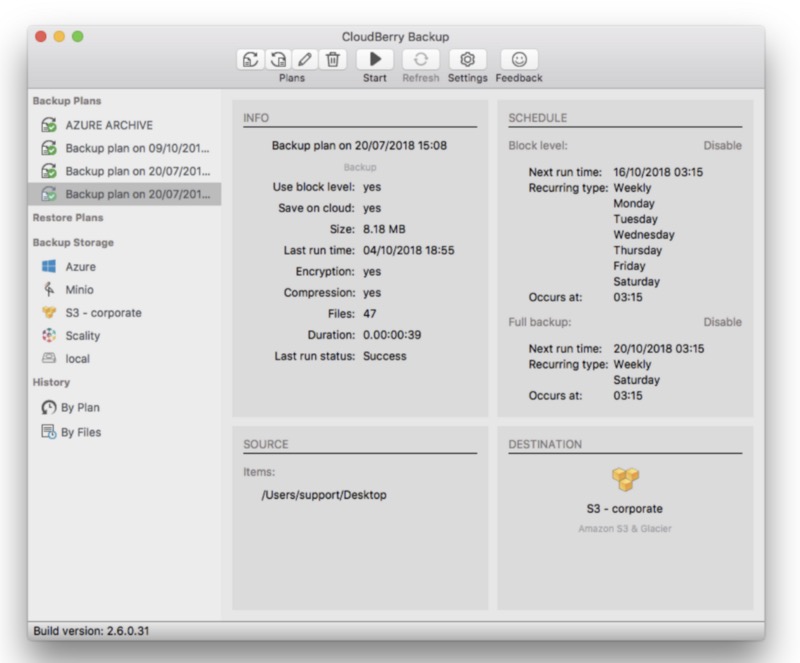 CloudBerry Backup
Plans
Start
Refresh
Settings
Feedback
Backup Plans
AZURE ARCHIVE
Backup plan on 09/10/201...
Backup plan on 20/07/201...
Backup plan on 20/07/201...
Restore Plans
Backup Storage
Azure
Minio
S3 - corporate
Scality
local
History
By Plan
By Files
INFO
Backup plan on 20/07/2018 15:08
Backup
Use block level: yes
Save on cloud: yes
Size: 8.18 MB
Last run time: 04/10/2018 18:55
Encryption: yes
Compression: yes
Files: 47
Duration: 0.00:00:39
Last run status: Success
SCHEDULE
Block level: Disable
Next run time: 16/10/2018 03:15
Recurring type: Weekly
Monday
Tuesday
Wednesday
Thursday
Friday
Saturday
Occurs at: 03:15
Full backup: Disable
Next run time: 20/10/2018 03:15
Recurring type: Weekly
Saturday
Occurs at: 03:15
SOURCE
Items:
/Users/support/Desktop
DESTINATION
S3 - corporate
Amazon S3 & Glacier
Build version: 2.6.0.31